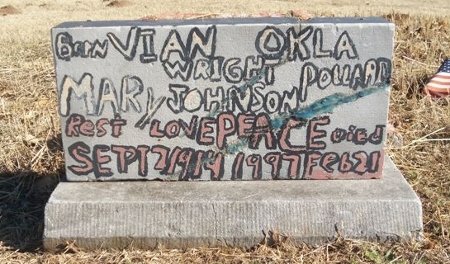 Born VIAN OKLA
WRIGHT POLLARD
MARY JOHNSON
Rest LOVE PEACE Died
SEPT 2 1914 1997 Feb 21